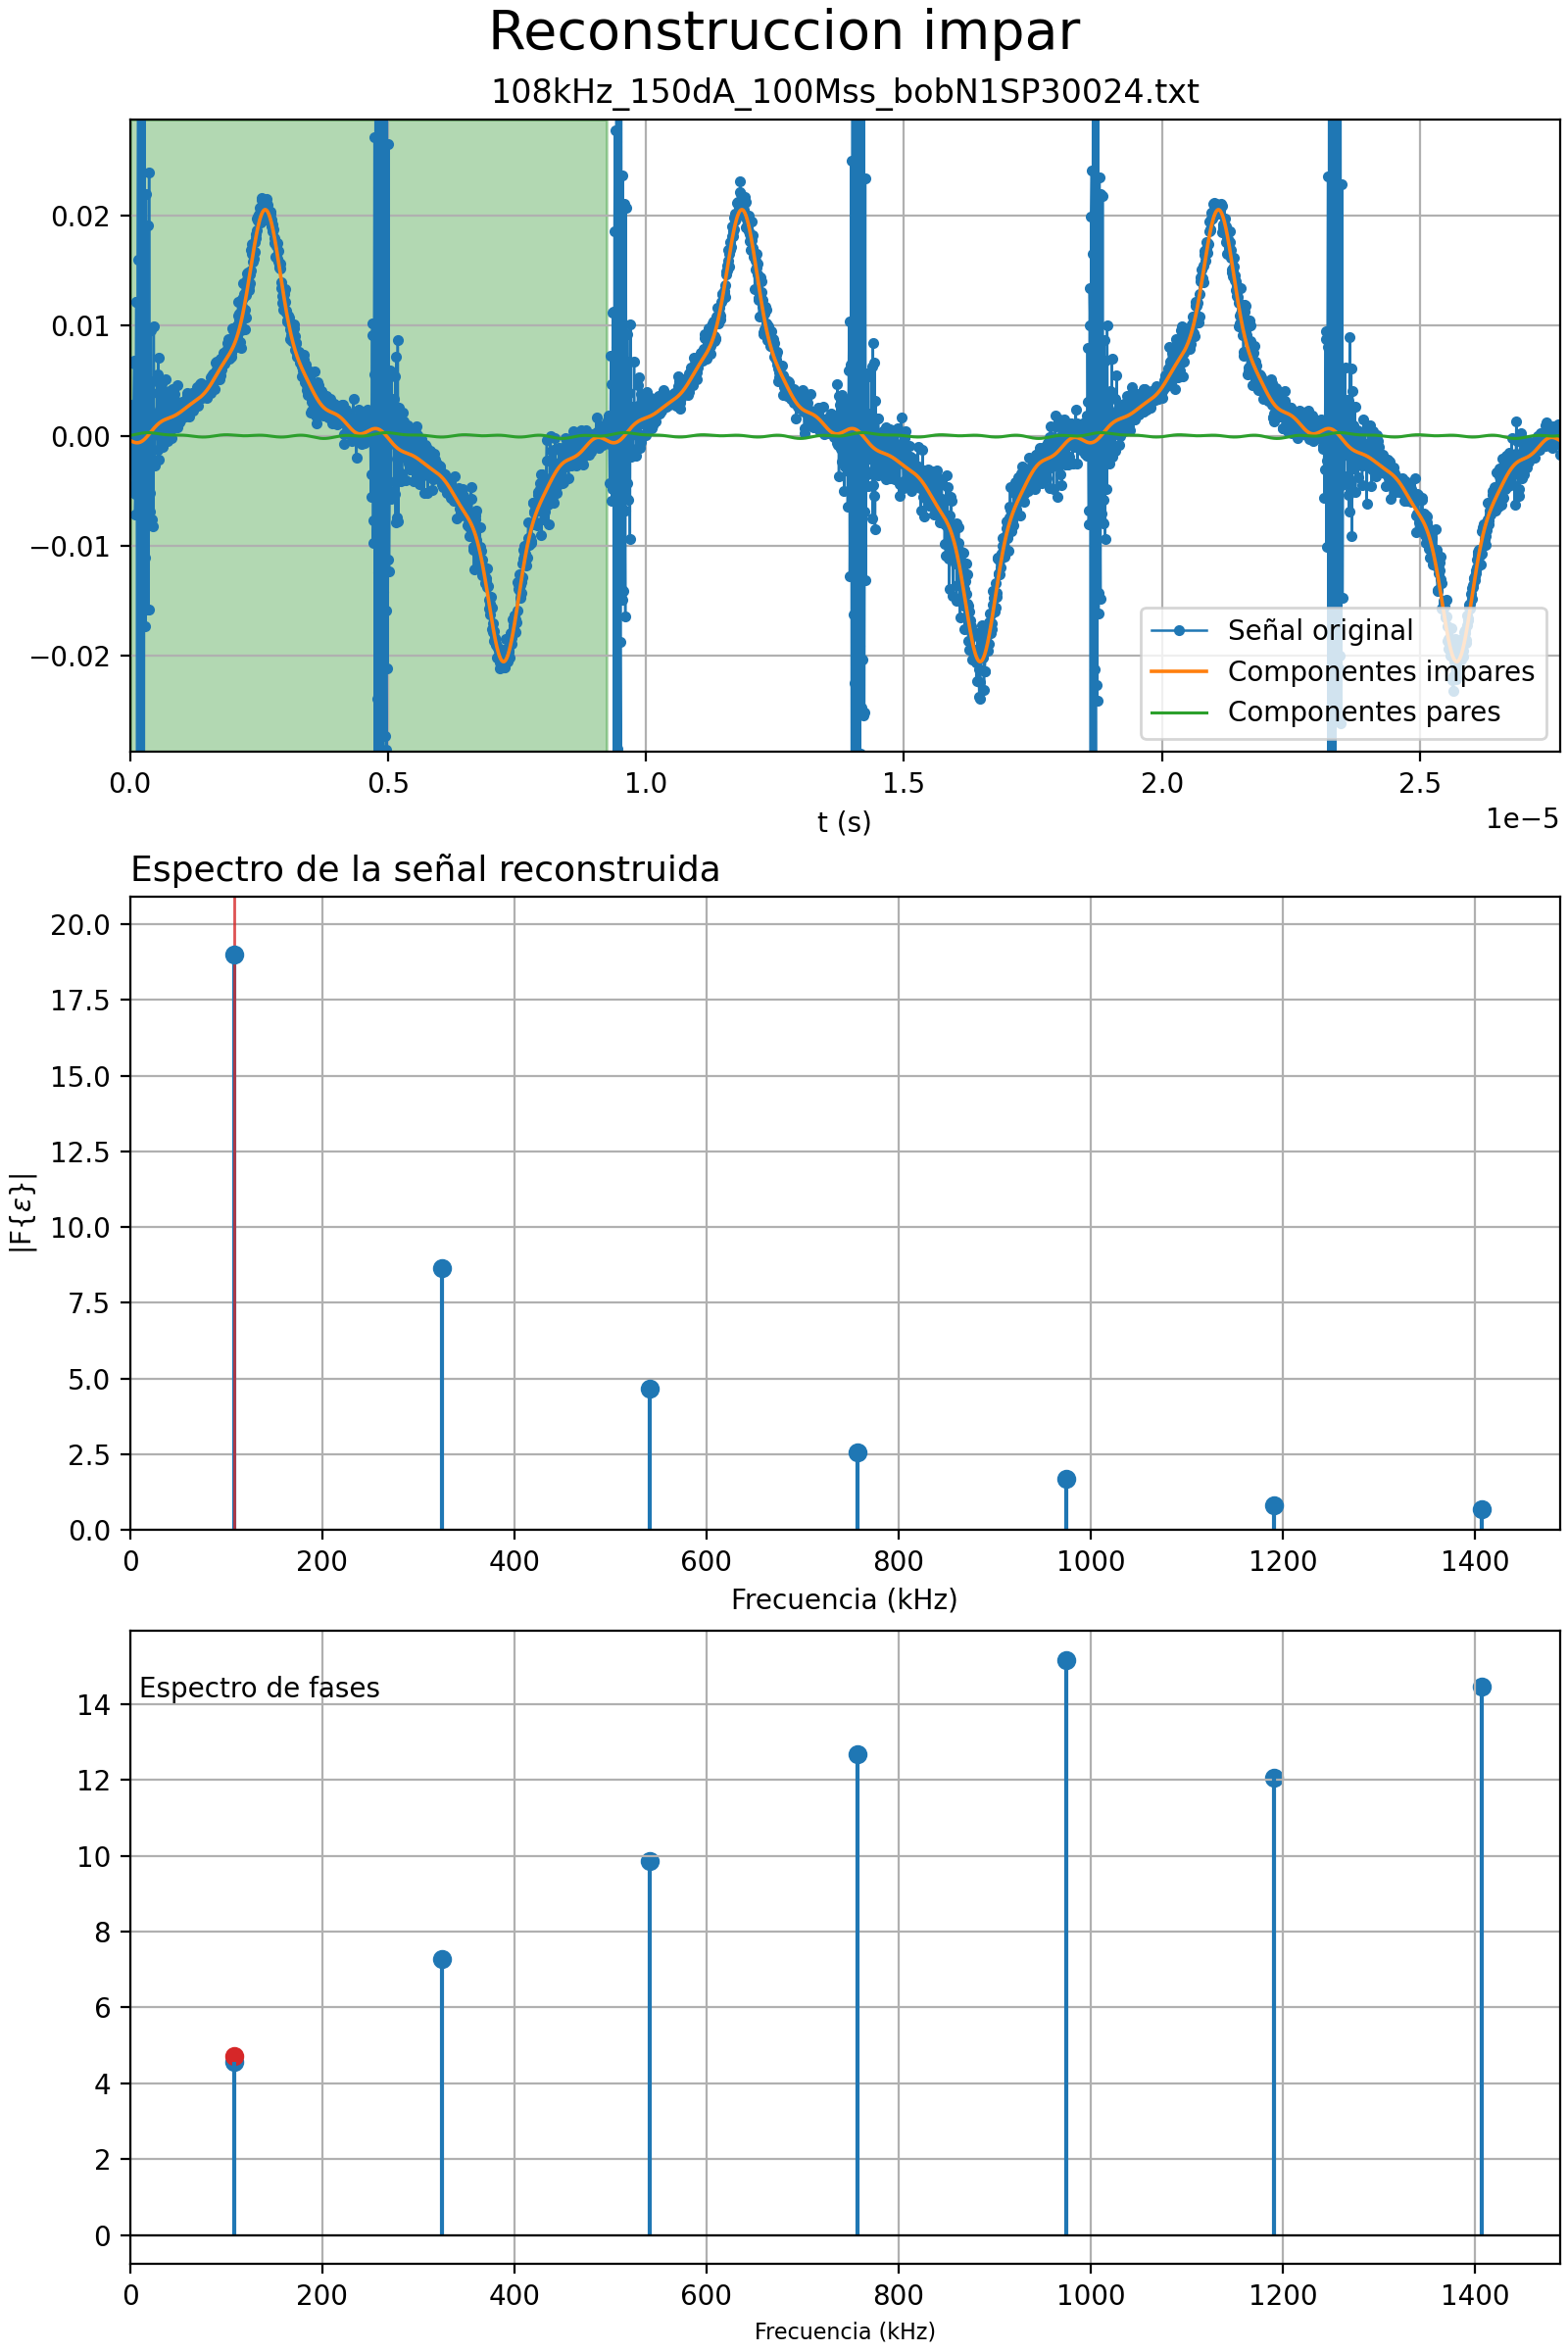 Reconstruccion impar
108kHz_150dA_100Mss_bobN1SP30024.txt
0.02
0.01
0.00
−0.01
−0.02
Señal original
Componentes impares
Componentes pares
0.0 0.5 1.0 1.5 2.0 2.5
1e−5
t (s)
Espectro de la señal reconstruida
20.0
17.5
15.0
12.5
10.0
7.5
5.0
2.5
0.0
|F{ε}|
0 200 400 600 800 1000 1200 1400
Frecuencia (kHz)
Espectro de fases
14
12
10
8
6
4
2
0
0 200 400 600 800 1000 1200 1400
Frecuencia (kHz)